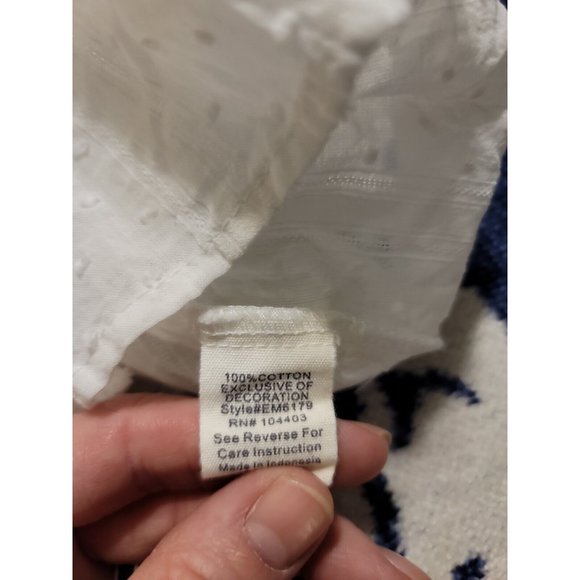 100%COTTON
EXCLUSIVE OF
DECORATION
Style#EM6179
RN# 104403
See Reverse For
Care Instruction
Made In Indonesia